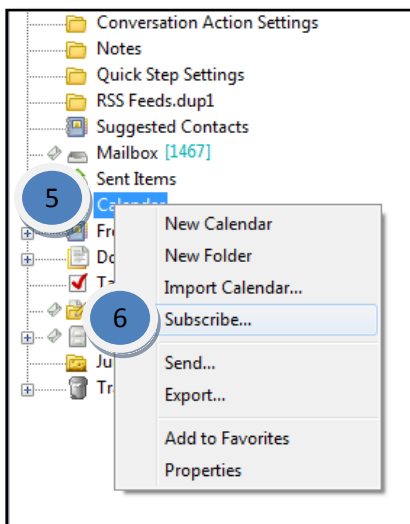 Conversation Action Settings
Notes
Quick Step Settings
RSS Feeds.dup1
Suggested Contacts
Mailbox [1467]
Sent Items
5
Calendar
New Calendar
New Folder
Import Calendar...
6
Subscribe...
Send...
Export...
Add to Favorites
Properties